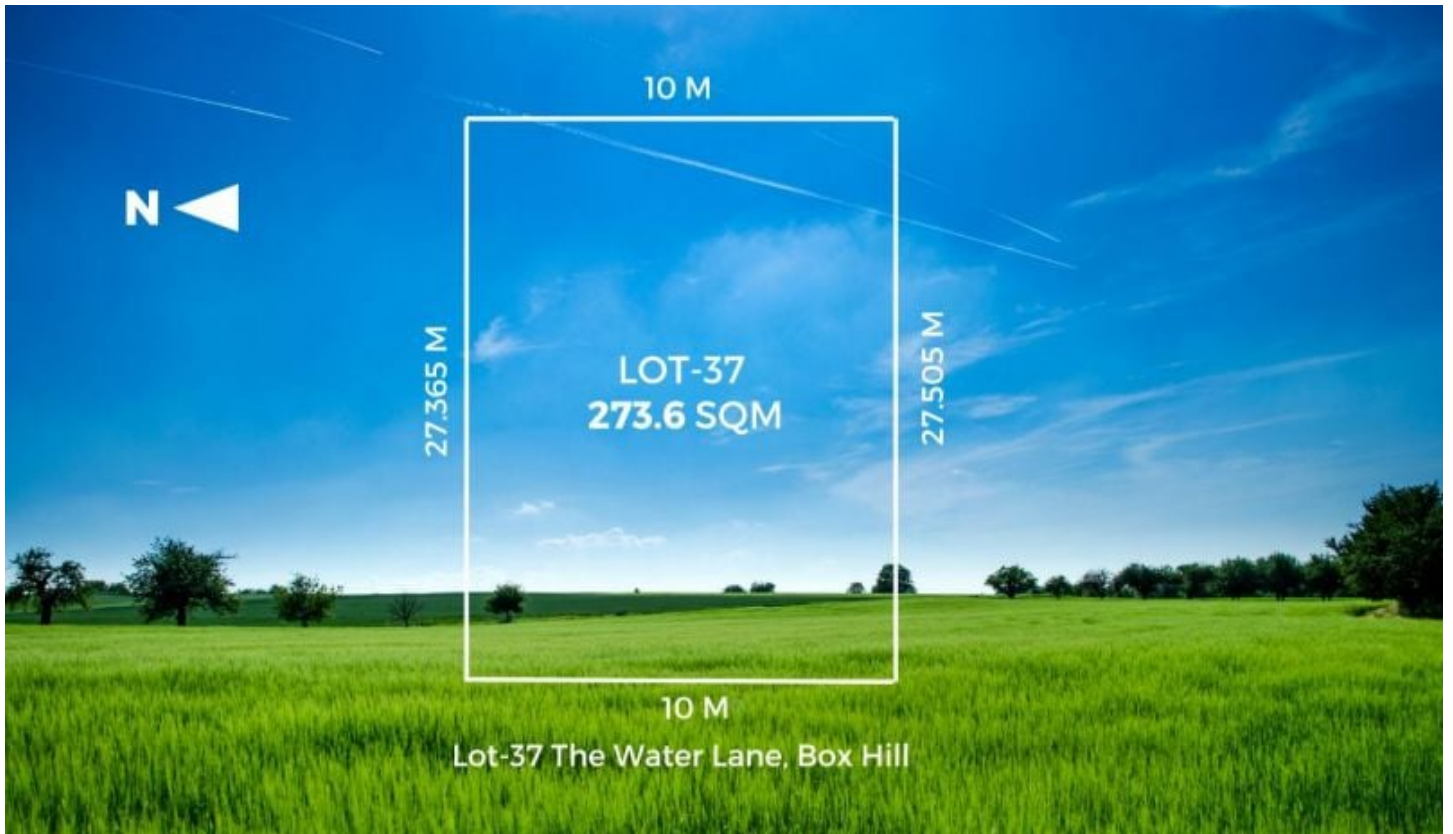 10 M
N
27.365 M
27.505 M
LOT-37
273.6 SQM
10 M
Lot-37 The Water Lane, Box Hill